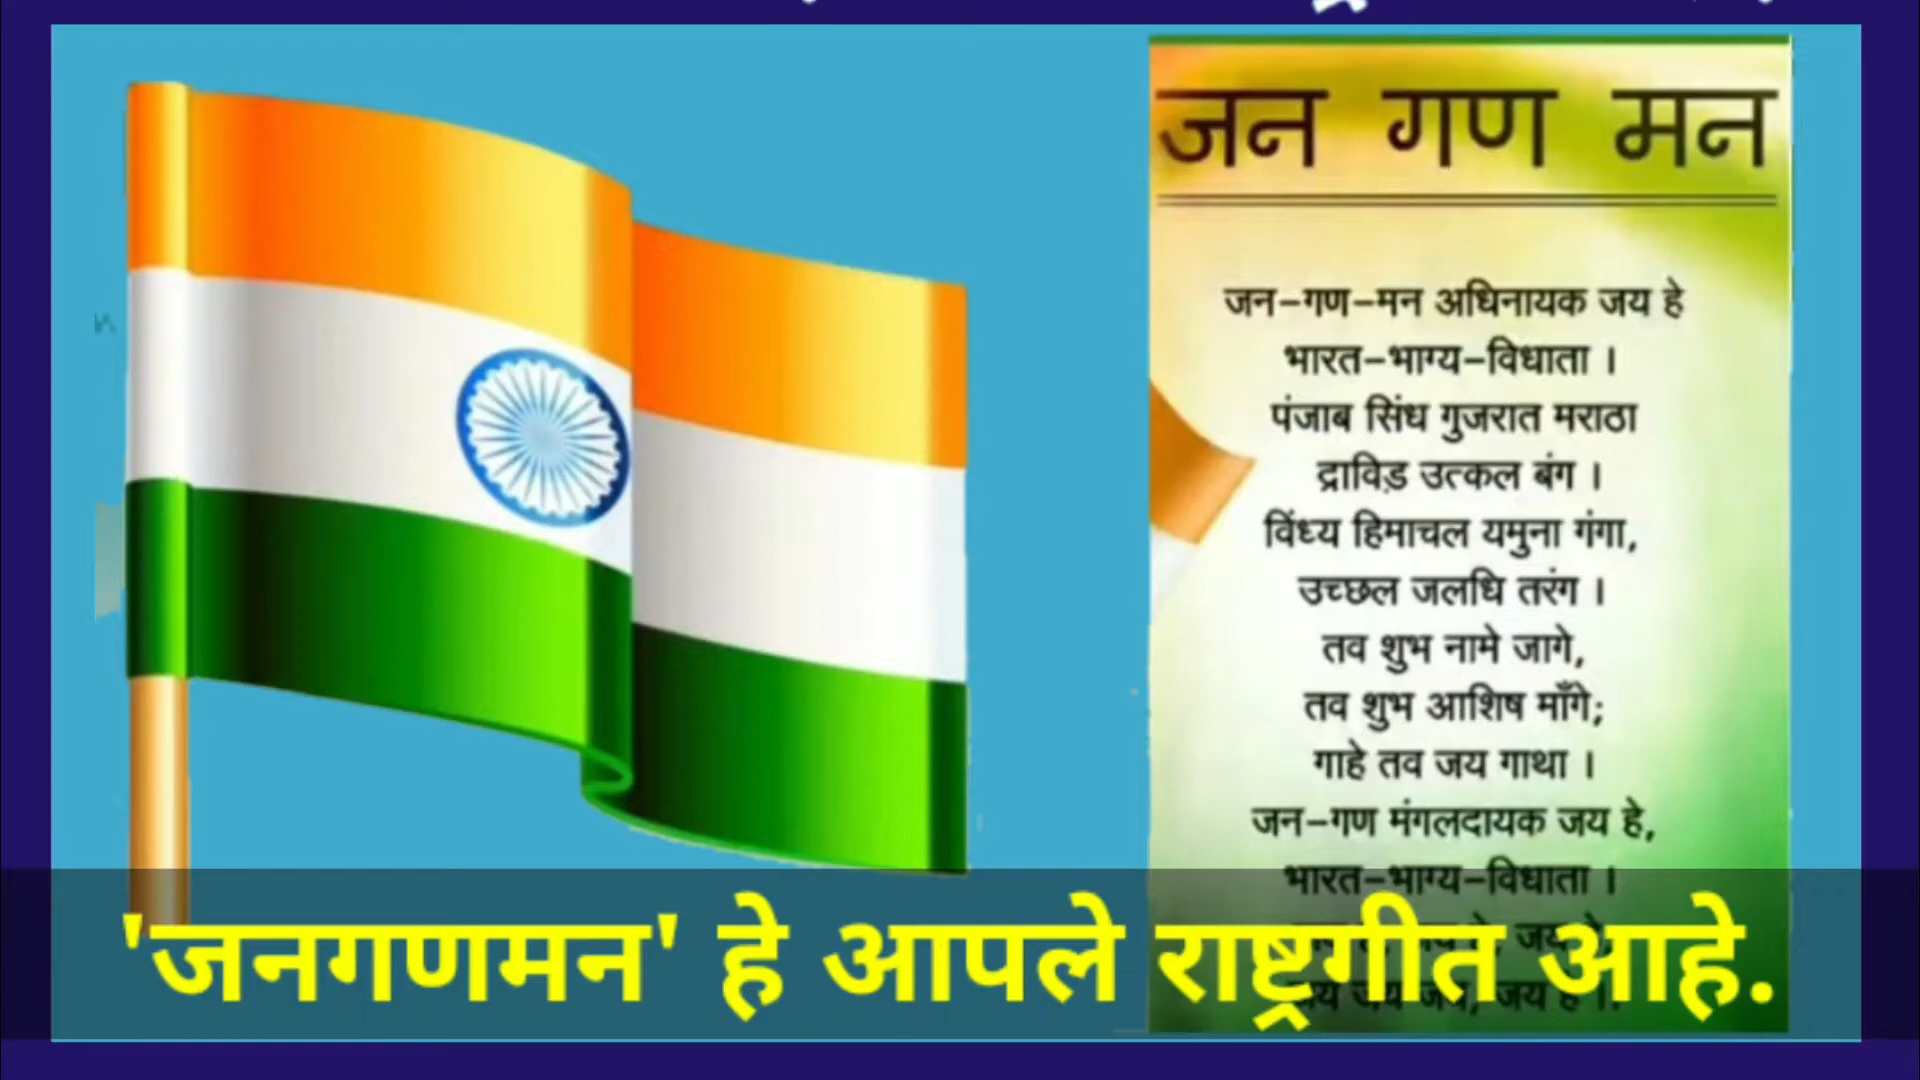 जन गण मन
जन-गण-मन अधिनायक जय हे
भारत-भाग्य-विधाता ।
पंजाब सिंध गुजरात मराठा
द्राविड़ उत्कल बंग ।
विंध्य हिमाचल यमुना गंगा,
उच्छल जलधि तरंग ।
तव शुभ नामे जागे,
तव शुभ आशिष माँगे;
गाहे तव जय गाथा ।
जन-गण मंगलदायक जय हे,
भारत-भाग्य-विधाता ।
'जनगणमन' हे आपले राष्ट्रगीत आहे.